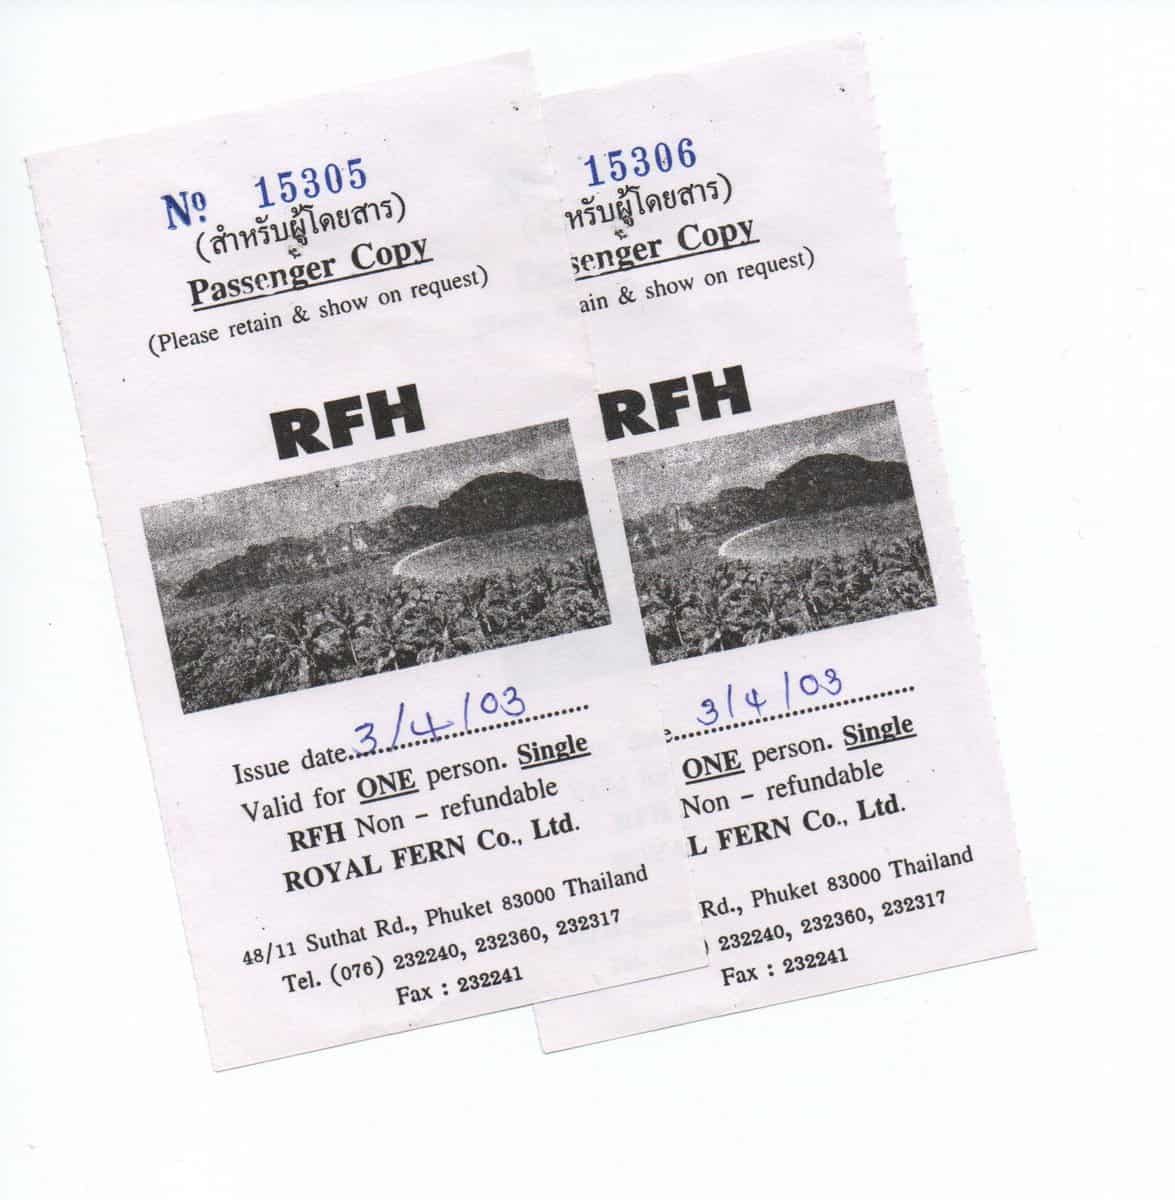 Nº 15305
(สำหรับผู้โดยสาร)
Passenger Copy
(Please retain & show on request)
RFH
Issue date 3/4/03
Valid for ONE person. Single
RFH Non - refundable
ROYAL FERN Co., Ltd.
48/11 Suthat Rd., Phuket 83000 Thailand
Tel. (076) 232240, 232360, 232317
Fax : 232241
15306
หรับผู้โดยสาร)
senger Copy
ain & show on request)
RFH
e 3/4/03
ONE person. Single
Non - refundable
L FERN Co., Ltd.
Rd., Phuket 83000 Thailand
) 232240, 232360, 232317
Fax : 232241